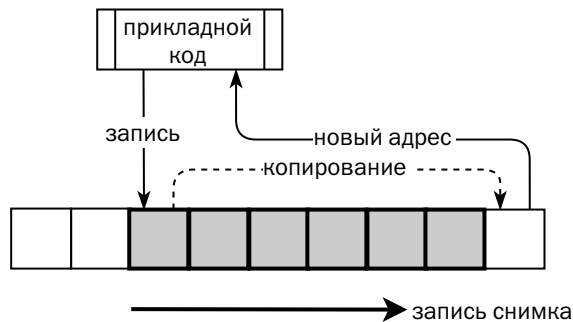 прикладной
код
запись
новый адрес
копирование
запись снимка